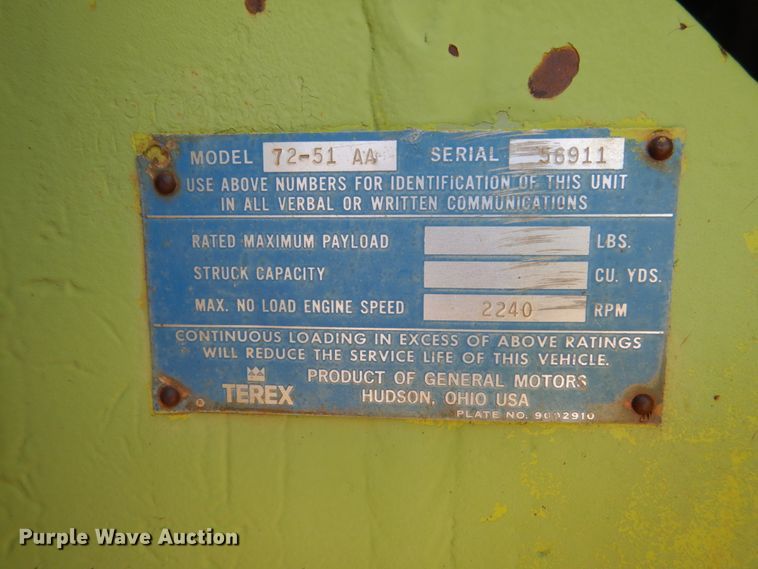 MODEL 72-51 AA SERIAL 56911
USE ABOVE NUMBERS FOR IDENTIFICATION OF THIS UNIT
IN ALL VERBAL OR WRITTEN COMMUNICATIONS
RATED MAXIMUM PAYLOAD LBS.
STRUCK CAPACITY CU. YDS.
MAX. NO LOAD ENGINE SPEED 2240 RPM
CONTINUOUS LOADING IN EXCESS OF ABOVE RATINGS
WILL REDUCE THE SERVICE LIFE OF THIS VEHICLE.
TEREX PRODUCT OF GENERAL MOTORS
HUDSON, OHIO USA
PLATE NO.
Purple Wave Auction